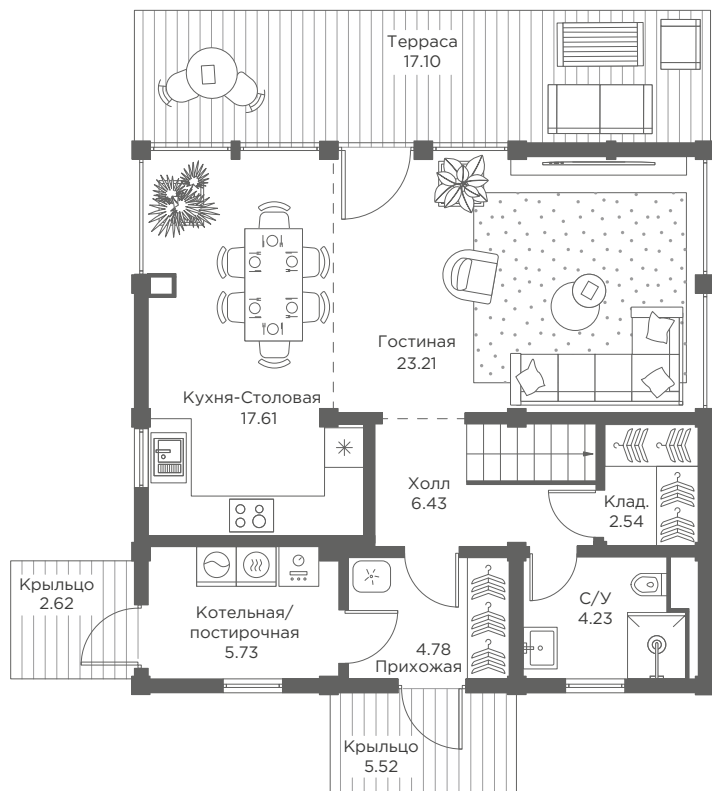 Терраса
17.10
Гостиная
23.21
Кухня-Столовая
17.61
Холл
6.43
Клад.
2.54
Крыльцо
2.62
Котельная/
постирочная
5.73
4.78
Прихожая
С/У
4.23
Крыльцо
5.52